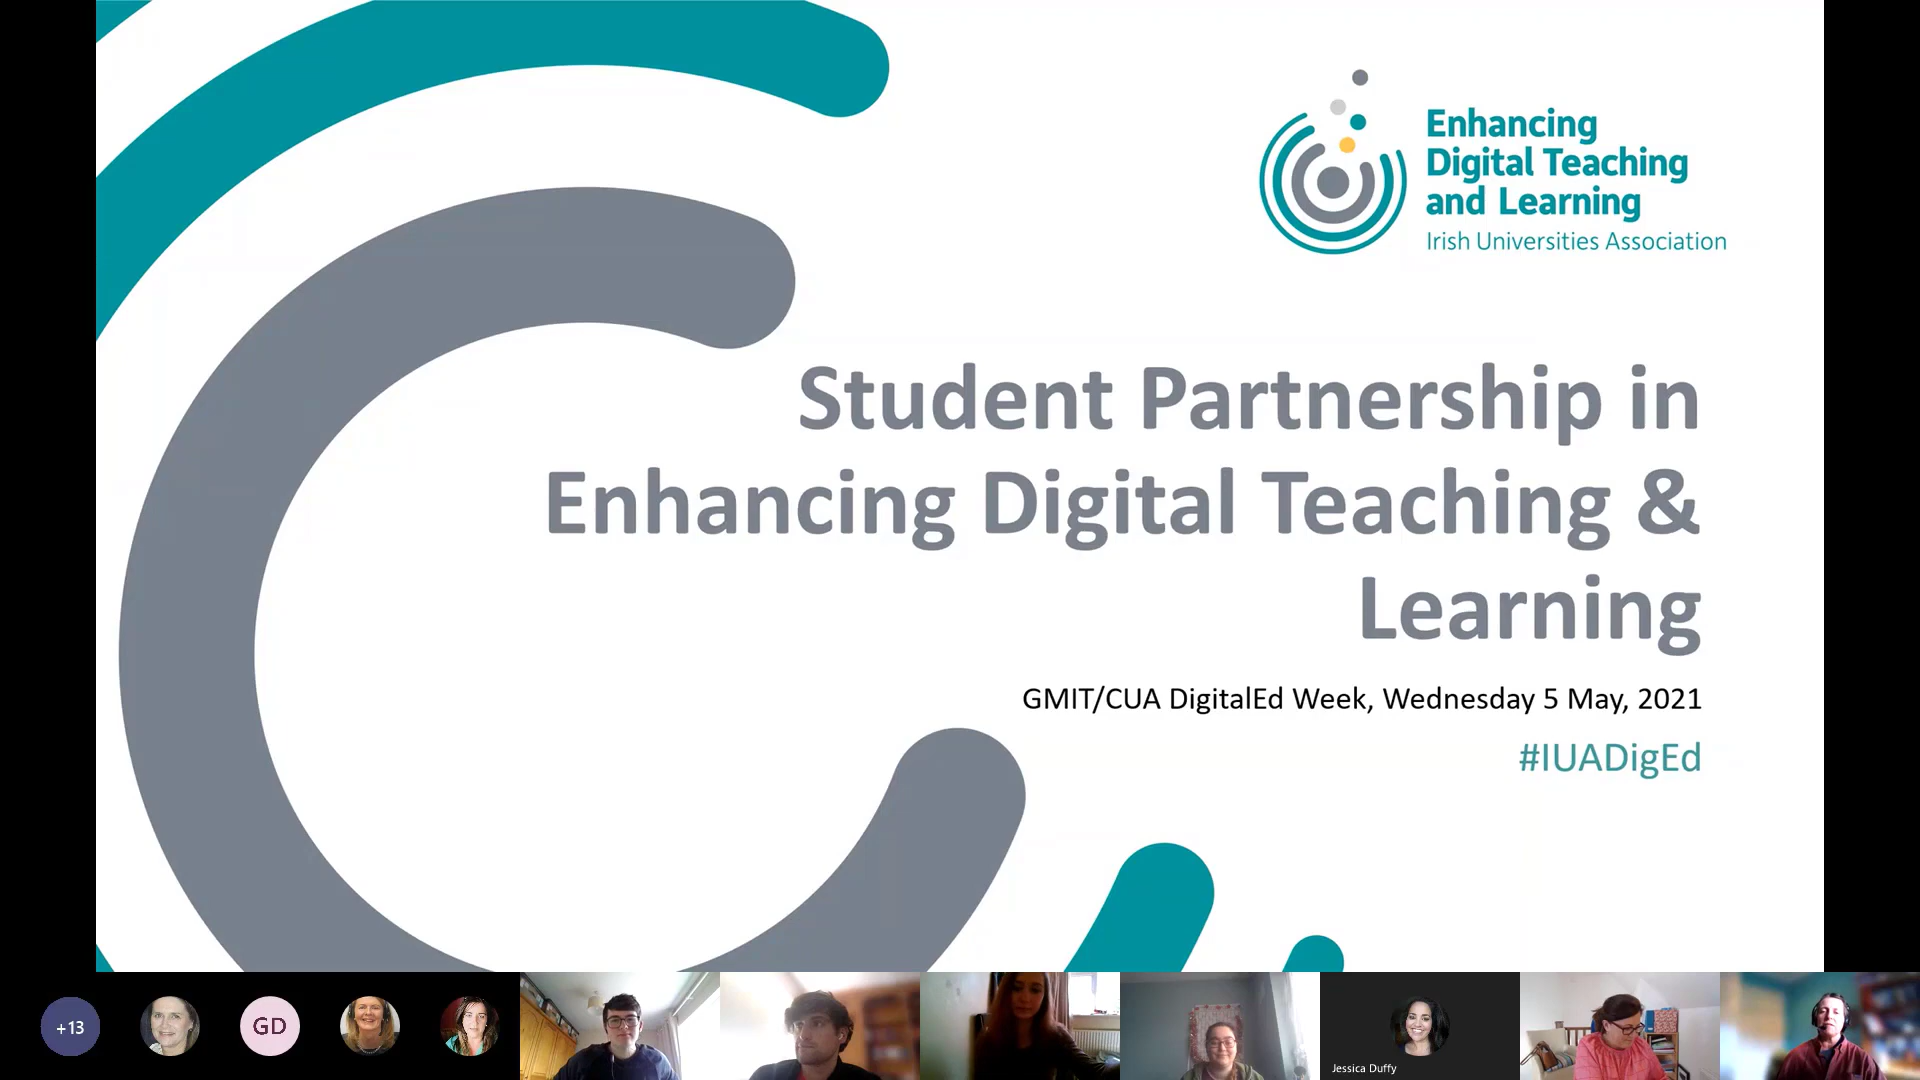 Enhancing
Digital Teaching
and Learning
Irish Universities Association
Student Partnership in
Enhancing Digital Teaching &
Learning
GMIT/CUA DigitalEd Week, Wednesday 5 May, 2021
#IUADigEd
+13
GD
Jessica Duffy